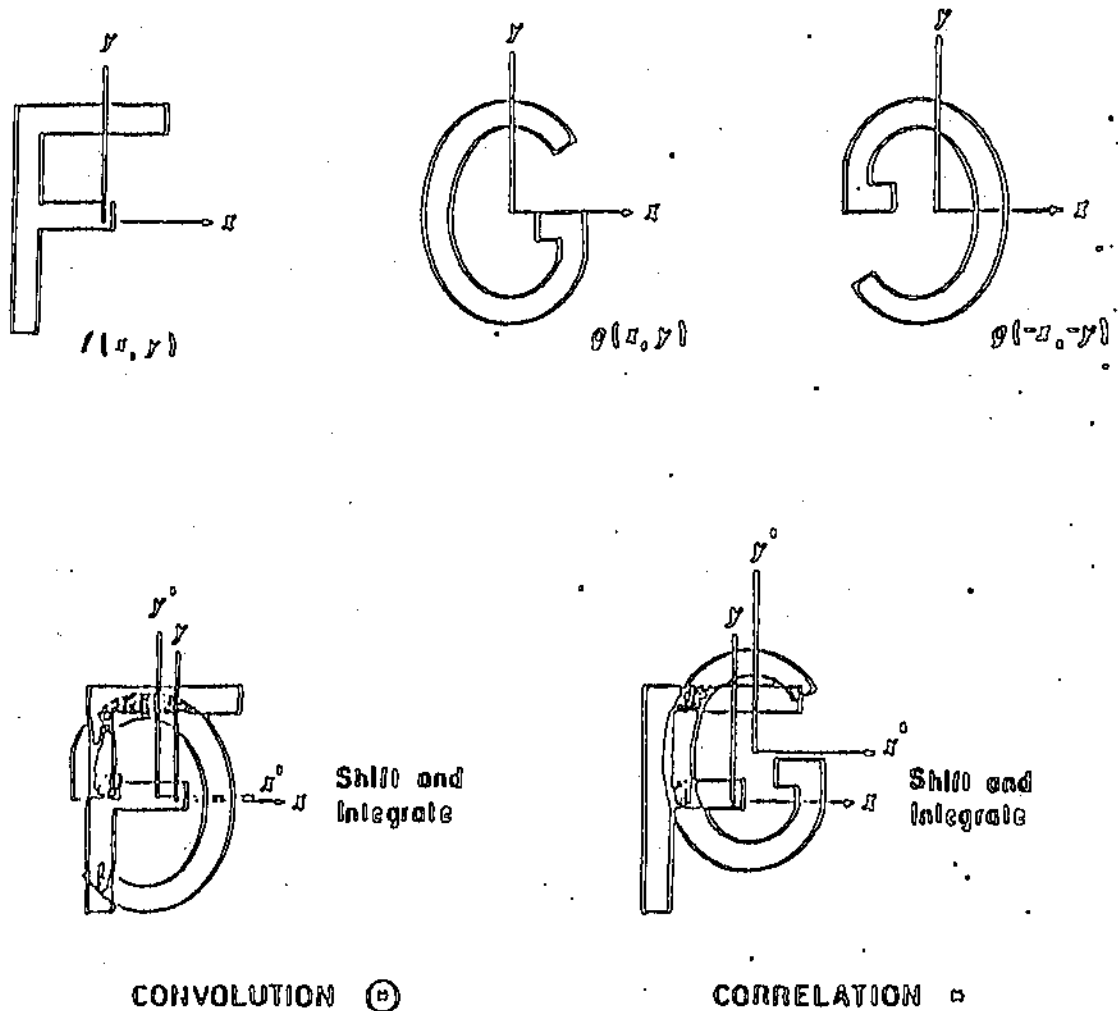 y
y
y
x
x
x
f(x, y)
g(x, y)
g(-x, -y)
y'
y
x'
x
Shift and
Integrate
y'
y
x'
x
Shift and
Integrate
CONVOLUTION ⊛
CORRELATION *